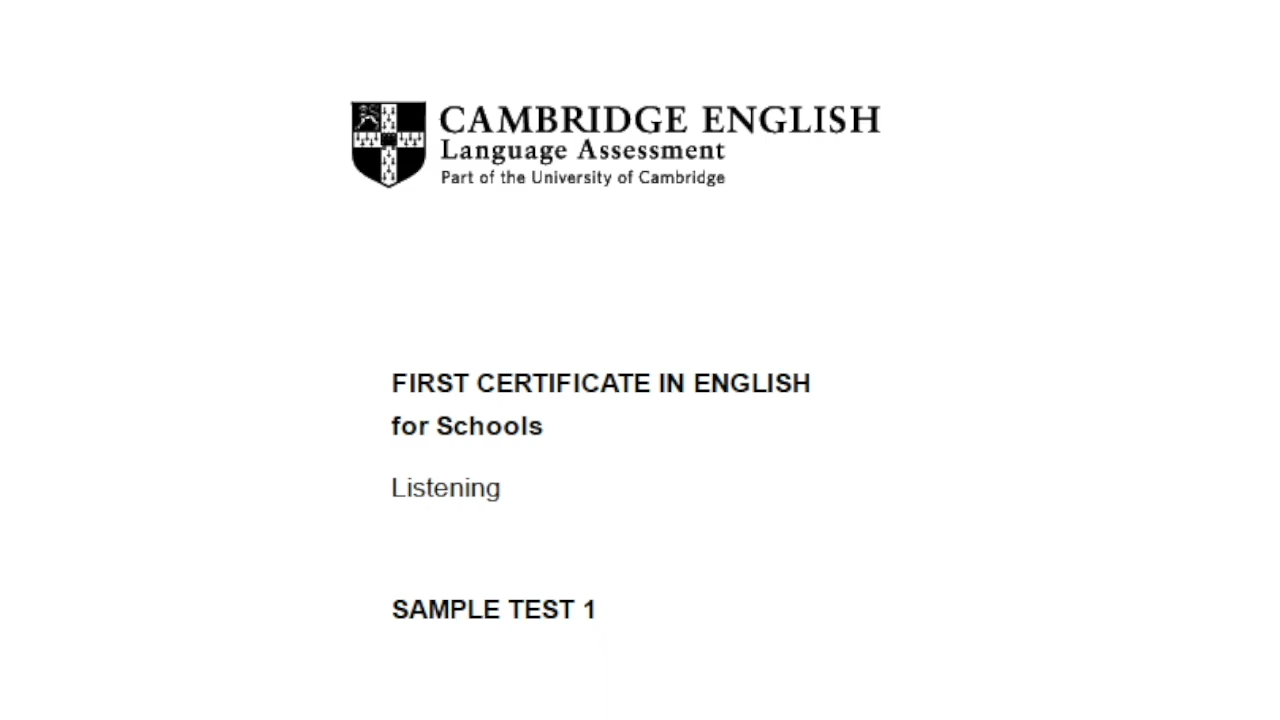 CAMBRIDGE ENGLISH
Language Assessment
Part of the University of Cambridge
FIRST CERTIFICATE IN ENGLISH
for Schools
Listening
SAMPLE TEST 1